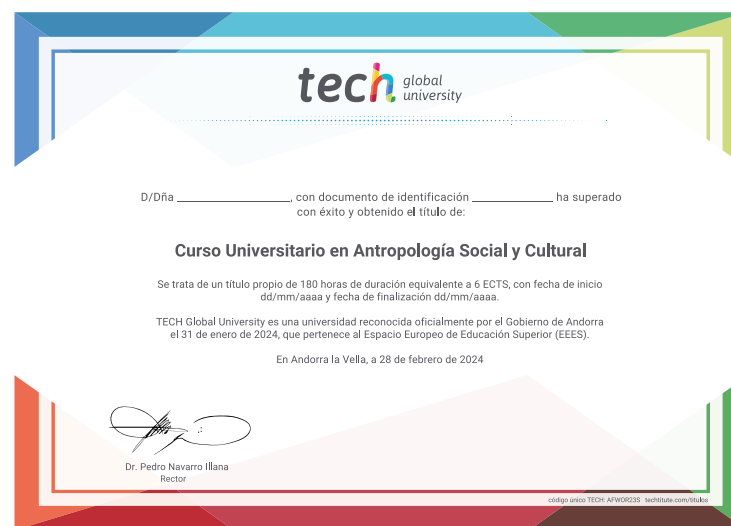 tech global university
D/Dña ______________, con documento de identificación __________ ha superado
con éxito y obtenido el título de:
Curso Universitario en Antropología Social y Cultural
Se trata de un título propio de 180 horas de duración equivalente a 6 ECTS, con fecha de inicio
dd/mm/aaaa y fecha de finalización dd/mm/aaaa.
TECH Global University es una universidad reconocida oficialmente por el Gobierno de Andorra
el 31 de enero de 2024, que pertenece al Espacio Europeo de Educación Superior (EEES).
En Andorra la Vella, a 28 de febrero de 2024
Dr. Pedro Navarro Illana
Rector
código único TECH: AFWOR23S techtitute.com/titulos